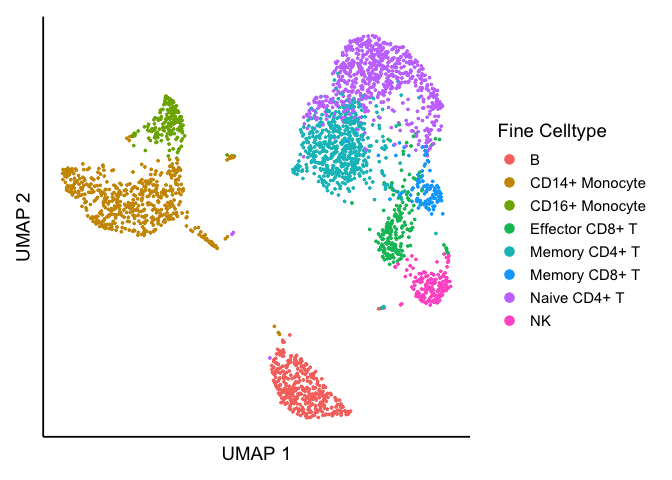 UMAP 2
UMAP 1
Fine Celltype
B
CD14+ Monocyte
CD16+ Monocyte
Effector CD8+ T
Memory CD4+ T
Memory CD8+ T
Naive CD4+ T
NK